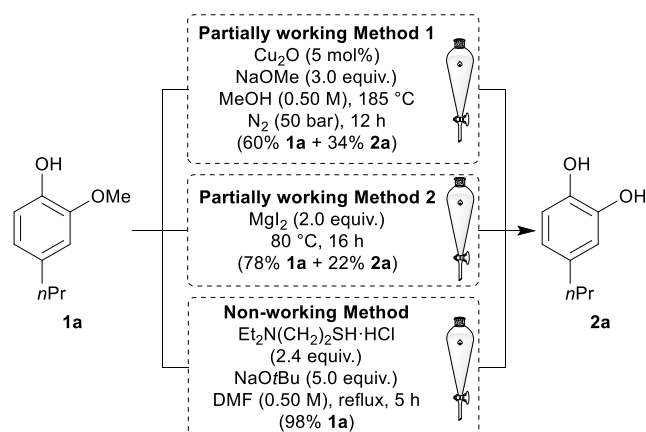 Partially working Method 1
Cu2O (5 mol%)
NaOMe (3.0 equiv.)
MeOH (0.50 M), 185 °C
N2 (50 bar), 12 h
(60% 1a + 34% 2a)
OH
OMe
nPr
1a
Partially working Method 2
MgI2 (2.0 equiv.)
80 °C, 16 h
(78% 1a + 22% 2a)
Non-working Method
Et2N(CH2)2SH·HCl
(2.4 equiv.)
NaOtBu (5.0 equiv.)
DMF (0.50 M), reflux, 5 h
(98% 1a)
OH
OH
nPr
2a